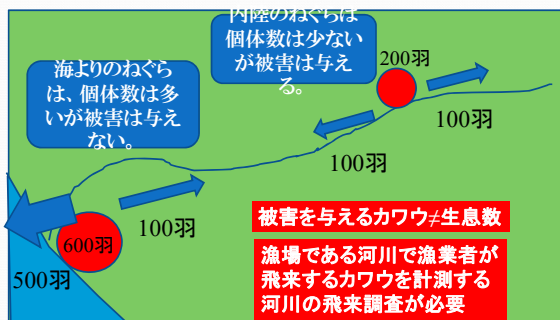 内陸のねぐらは
個体数は少ない
が被害は与え
る。
200羽
海よりのねぐら
は、個体数は多
いが被害は与え
ない。
100羽
100羽
100羽
600羽
500羽
被害を与えるカワウ≠生息数
漁場である河川で漁業者が
飛来するカワウを計測する
河川の飛来調査が必要